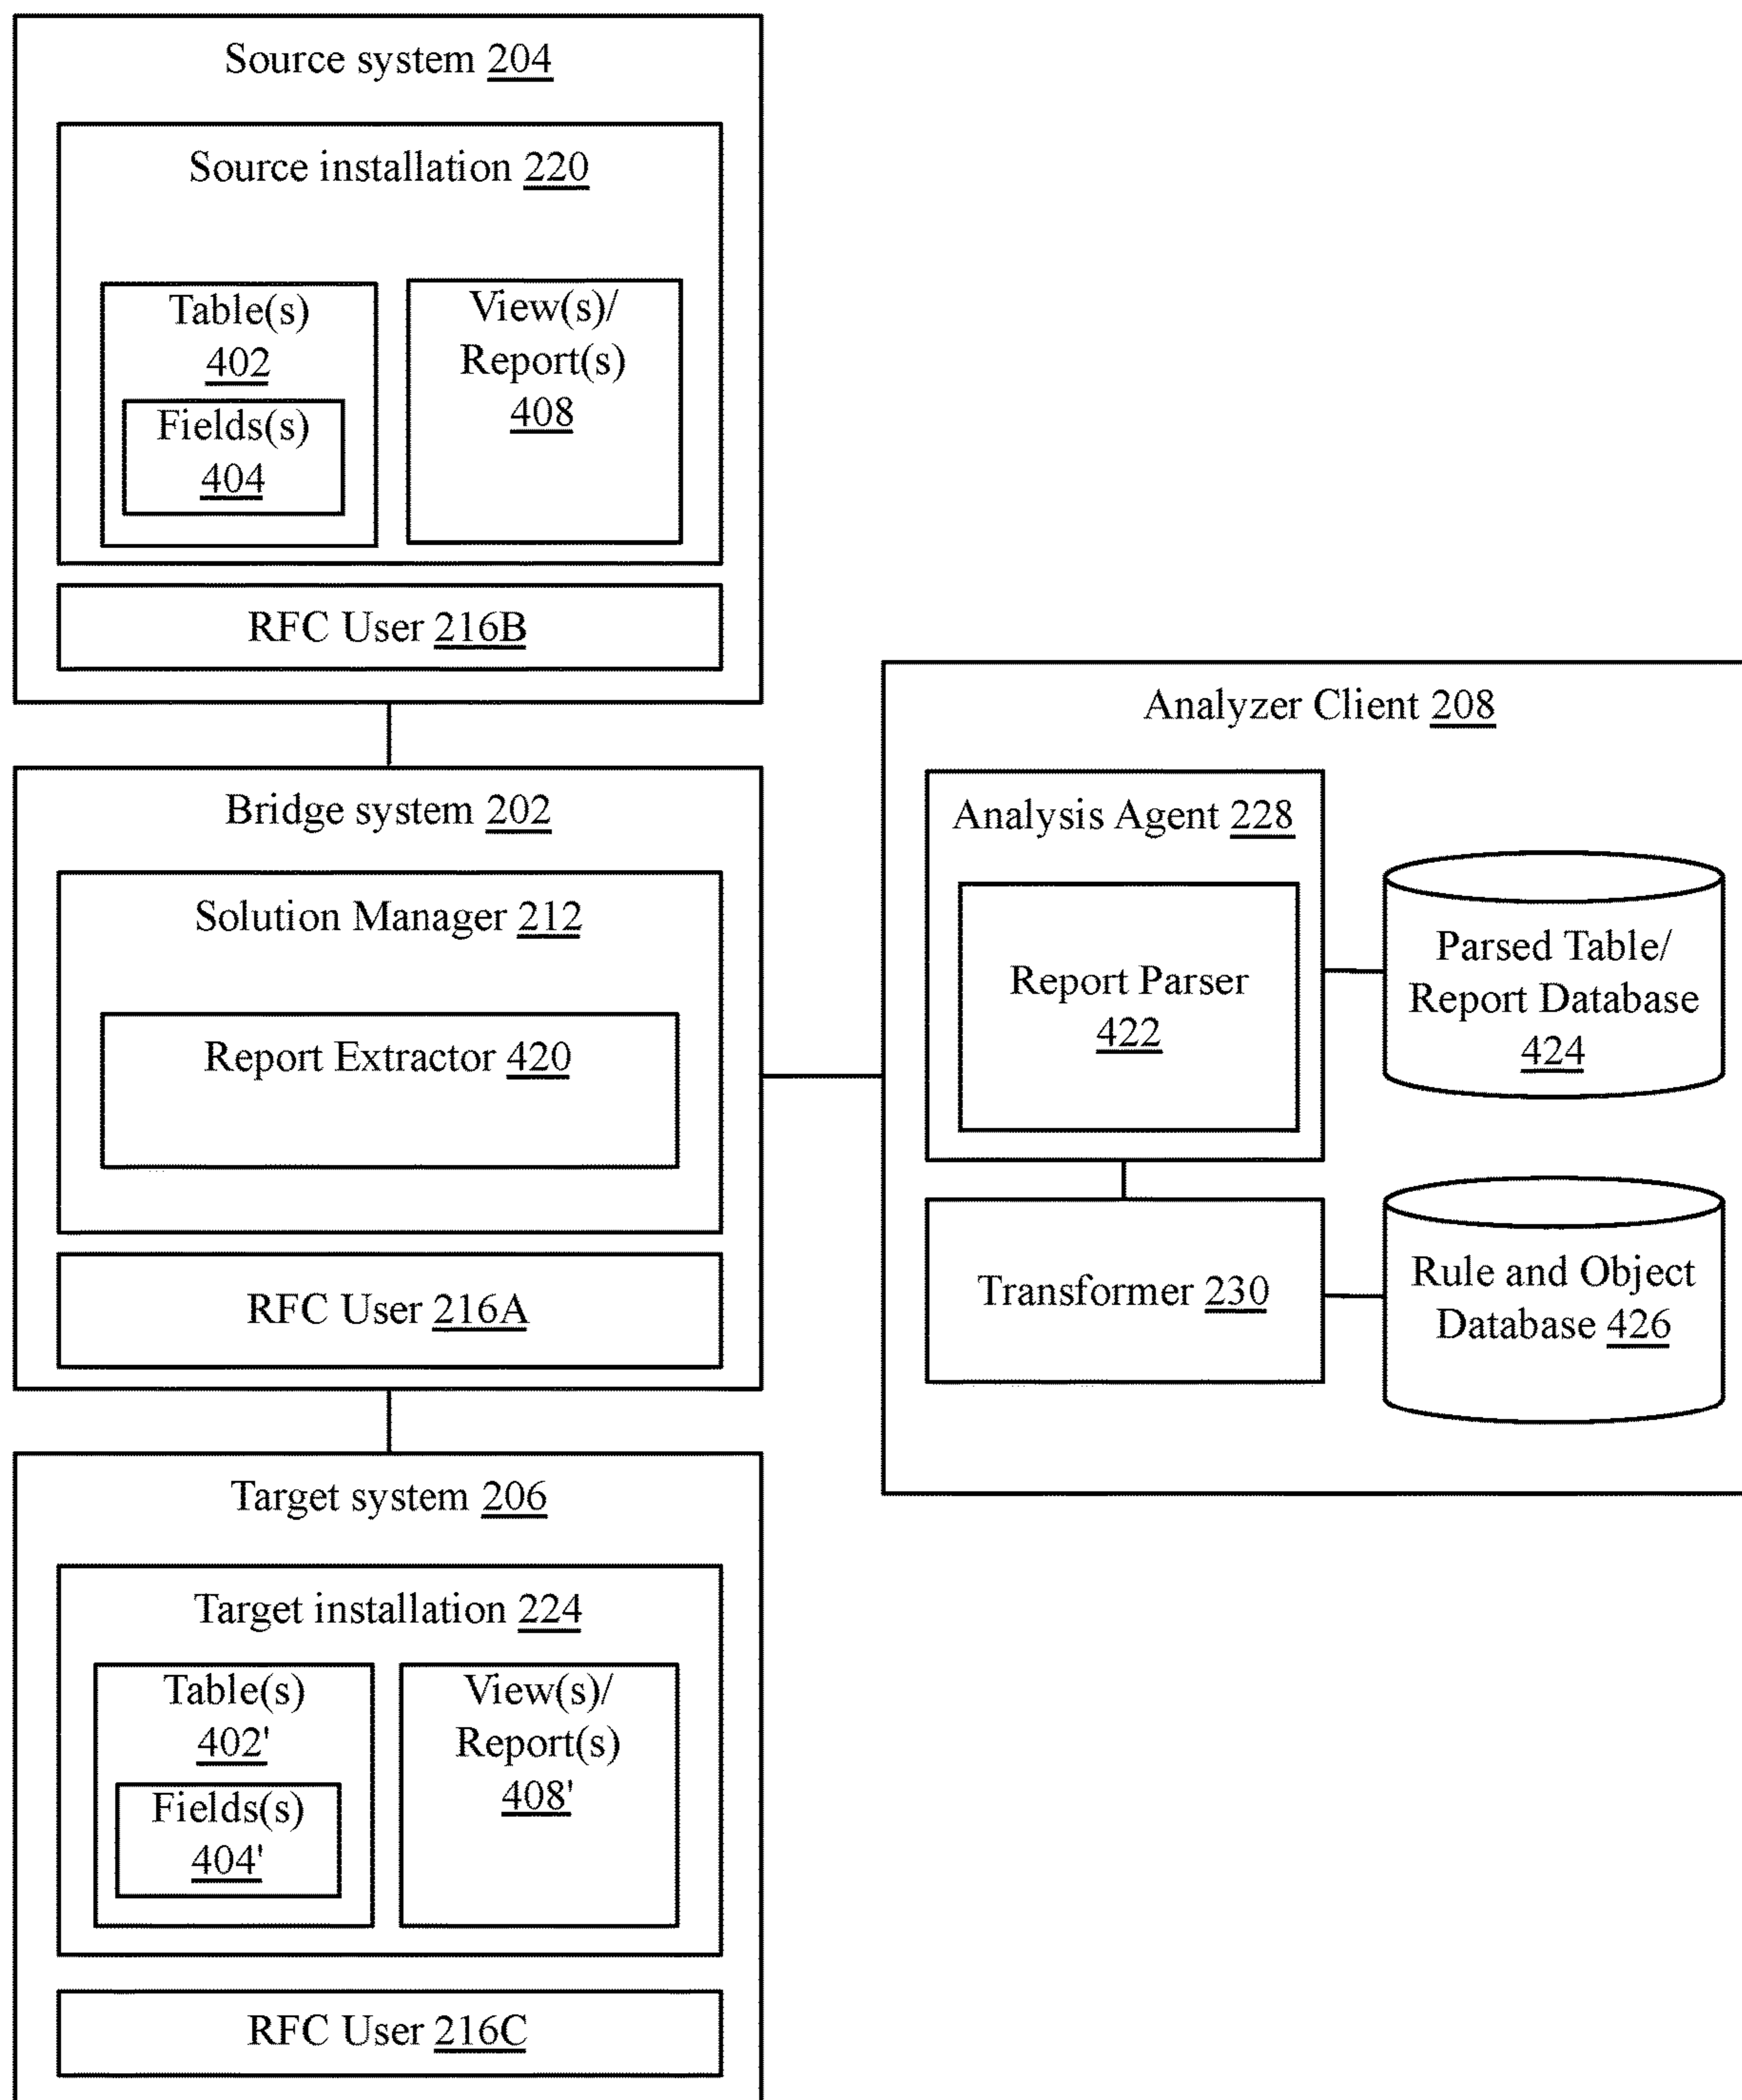 Source system 204
Source installation 220
Table(s)
402
Fields(s)
404
View(s)/
Report(s)
408
RFC User 216B
Bridge system 202
Solution Manager 212
Report Extractor 420
RFC User 216A
Target system 206
Target installation 224
Table(s)
402'
Fields(s)
404'
View(s)/
Report(s)
408'
RFC User 216C
Analyzer Client 208
Analysis Agent 228
Report Parser
422
Parsed Table/
Report Database
424
Transformer 230
Rule and Object
Database 426